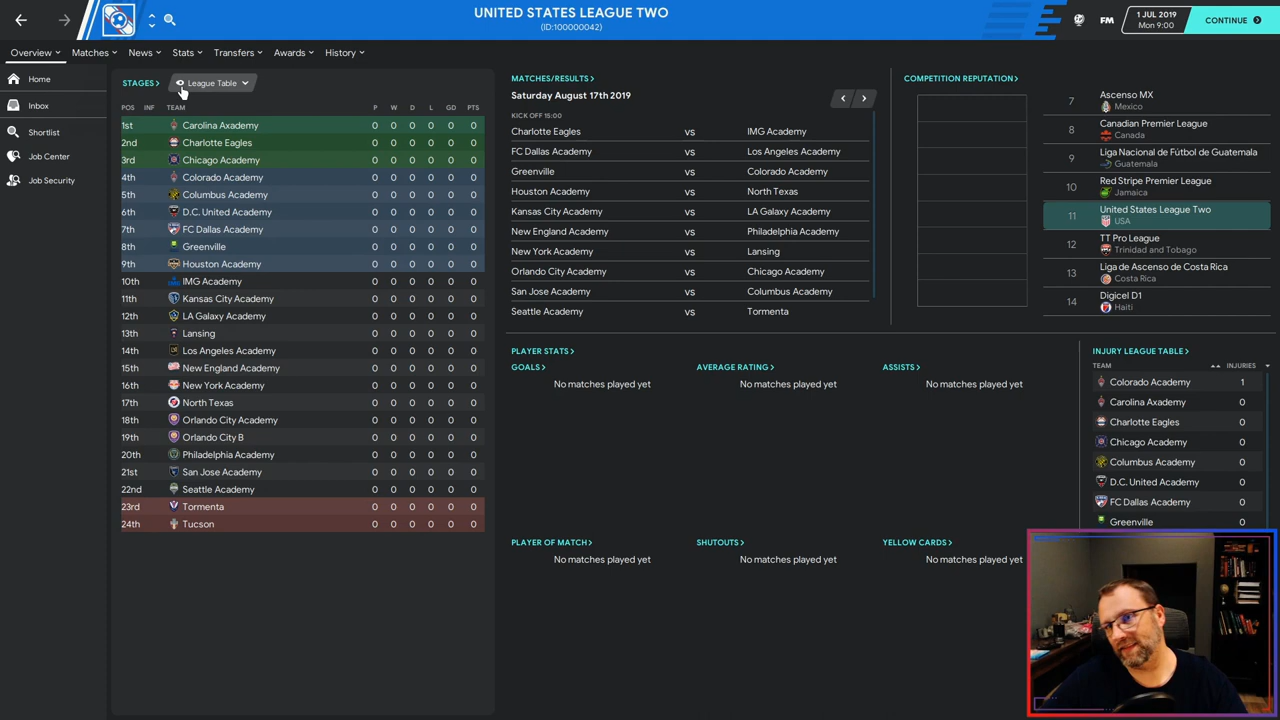 UNITED STATES LEAGUE TWO
(ID:100000042)
FM
1 JUL 2019
Mon 9:00
CONTINUE
Overview
Matches
News
Stats
Transfers
Awards
History
Home
Inbox
Shortlist
Job Center
Job Security
STAGES
League Table
POS INF TEAM P W D L GD PTS
1st Carolina Axademy 0 0 0 0 0 0
2nd Charlotte Eagles 0 0 0 0 0 0
3rd Chicago Academy 0 0 0 0 0 0
4th Colorado Academy 0 0 0 0 0 0
5th Columbus Academy 0 0 0 0 0 0
6th D.C. United Academy 0 0 0 0 0 0
7th FC Dallas Academy 0 0 0 0 0 0
8th Greenville 0 0 0 0 0 0
9th Houston Academy 0 0 0 0 0 0
10th IMG Academy 0 0 0 0 0 0
11th Kansas City Academy 0 0 0 0 0 0
12th LA Galaxy Academy 0 0 0 0 0 0
13th Lansing 0 0 0 0 0 0
14th Los Angeles Academy 0 0 0 0 0 0
15th New England Academy 0 0 0 0 0 0
16th New York Academy 0 0 0 0 0 0
17th North Texas 0 0 0 0 0 0
18th Orlando City Academy 0 0 0 0 0 0
19th Orlando City B 0 0 0 0 0 0
20th Philadelphia Academy 0 0 0 0 0 0
21st San Jose Academy 0 0 0 0 0 0
22nd Seattle Academy 0 0 0 0 0 0
23rd Tormenta 0 0 0 0 0 0
24th Tucson 0 0 0 0 0 0
MATCHES/RESULTS
Saturday August 17th 2019
KICK OFF 15:00
Charlotte Eagles vs IMG Academy
FC Dallas Academy vs Los Angeles Academy
Greenville vs Colorado Academy
Houston Academy vs North Texas
Kansas City Academy vs LA Galaxy Academy
New England Academy vs Philadelphia Academy
New York Academy vs Lansing
Orlando City Academy vs Chicago Academy
San Jose Academy vs Columbus Academy
Seattle Academy vs Tormenta
COMPETITION REPUTATION
7 Ascenso MX
Mexico
8 Canadian Premier League
Canada
9 Liga Nacional de Fútbol de Guatemala
Guatemala
10 Red Stripe Premier League
Jamaica
11 United States League Two
USA
12 TT Pro League
Trinidad and Tobago
13 Liga de Ascenso de Costa Rica
Costa Rica
14 Digicel D1
Haiti
PLAYER STATS
GOALS
No matches played yet
AVERAGE RATING
No matches played yet
ASSISTS
No matches played yet
PLAYER OF MATCH
No matches played yet
SHUTOUTS
No matches played yet
YELLOW CARDS
No matches played yet
INJURY LEAGUE TABLE
TEAM INJURIES
Colorado Academy 1
Carolina Axademy 0
Charlotte Eagles 0
Chicago Academy 0
Columbus Academy 0
D.C. United Academy 0
FC Dallas Academy 0
Greenville 0